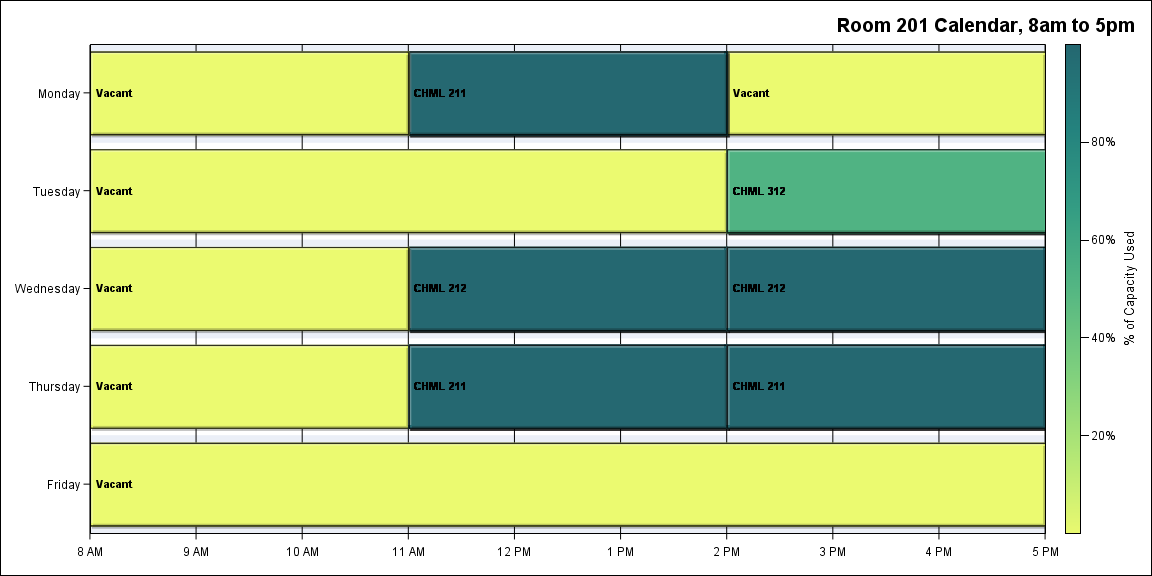 Room 201 Calendar, 8am to 5pm
Monday
Vacant
CHML 211
Vacant
80%
Tuesday
Vacant
CHML 312
60%
% of Capacity Used
Wednesday
Vacant
CHML 212
CHML 212
40%
Thursday
Vacant
CHML 211
CHML 211
20%
Friday
Vacant
8 AM 9 AM 10 AM 11 AM 12 PM 1 PM 2 PM 3 PM 4 PM 5 PM